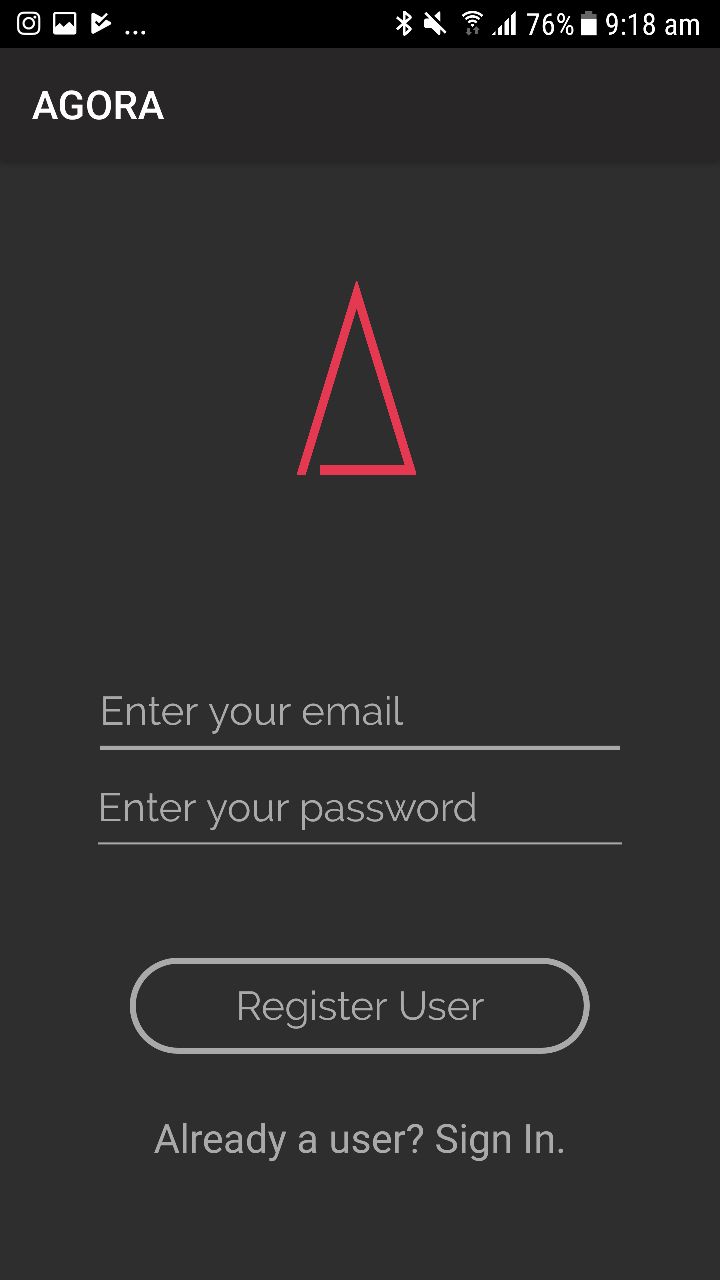 ... 76% 9:18 am
AGORA
Enter your email
Enter your password
Register User
Already a user? Sign In.